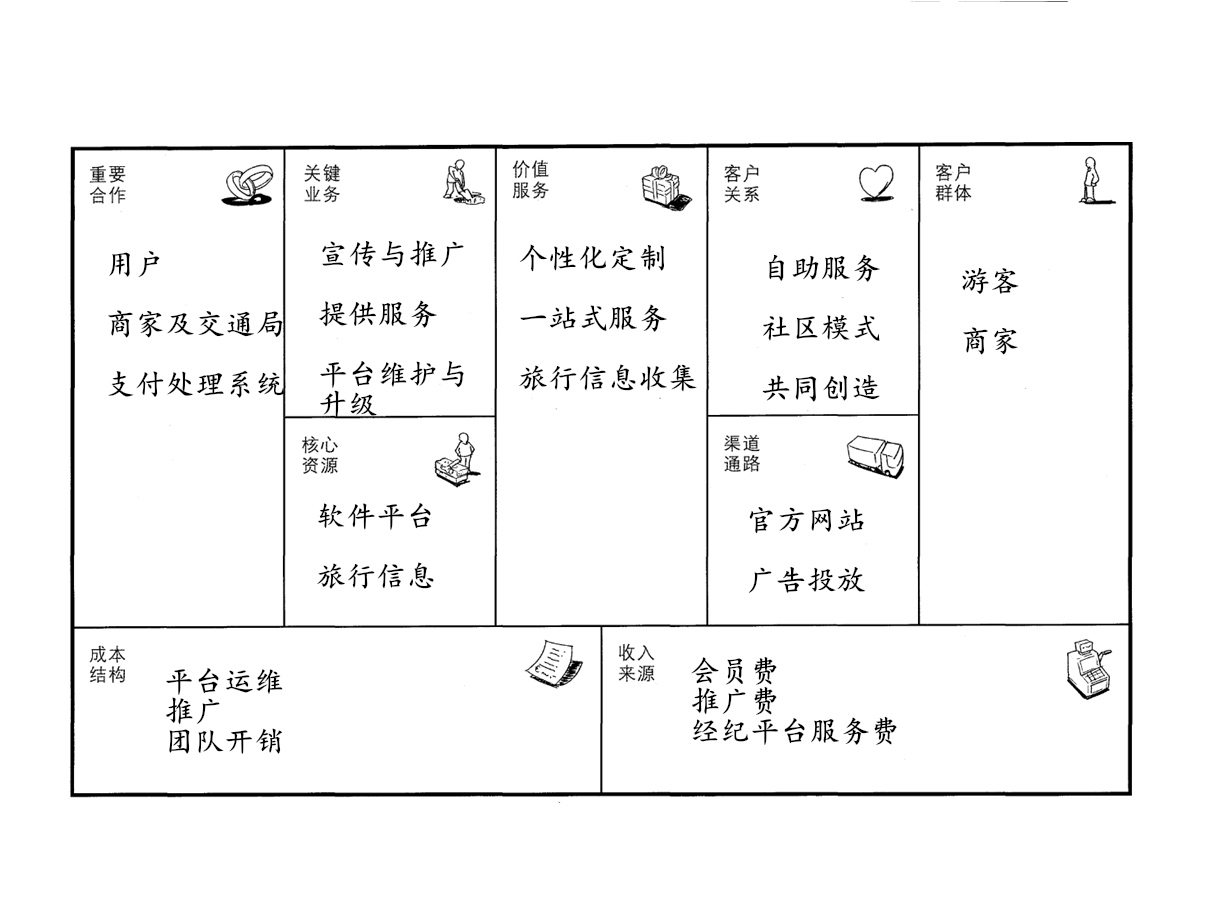 重要
合作
用户
商家及交通局
支付处理系统
关键
业务
宣传与推广
提供服务
平台维护与
升级
核心
资源
软件平台
旅行信息
价值
服务
个性化定制
一站式服务
旅行信息收集
客户
关系
自助服务
社区模式
共同创造
渠道
通路
官方网站
广告投放
客户
群体
游客
商家
成本
结构
平台运维
推广
团队开销
收入
来源
会员费
推广费
经纪平台服务费